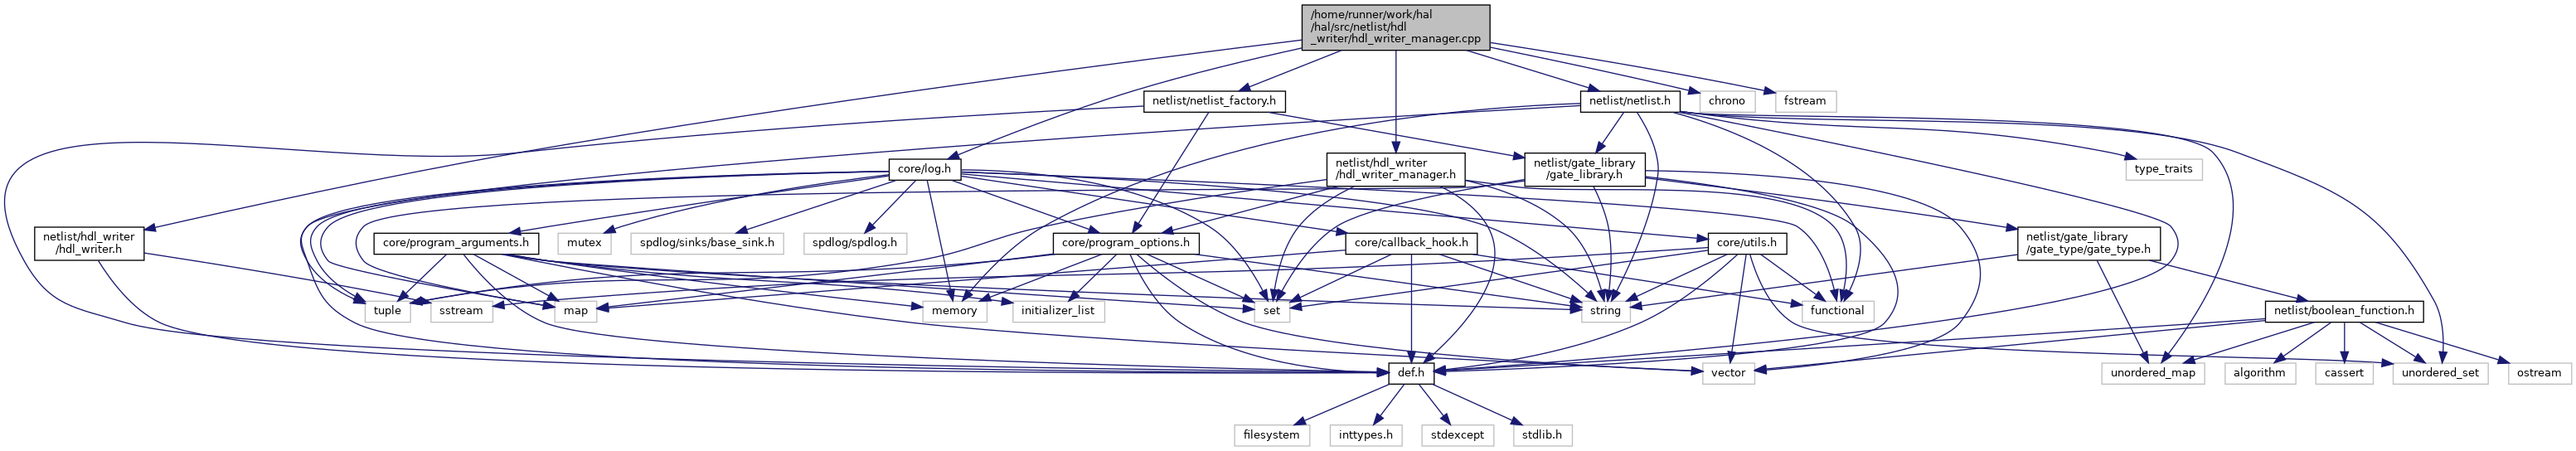 /home/runner/work/hal
/hal/src/netlist/hdl
_writer/hdl_writer_manager.cpp
netlist/netlist_factory.h
netlist/netlist.h
chrono
fstream
core/log.h
netlist/hdl_writer
/hdl_writer_manager.h
netlist/gate_library
/gate_library.h
type_traits
netlist/hdl_writer
/hdl_writer.h
core/program_arguments.h
mutex
spdlog/sinks/base_sink.h
spdlog/spdlog.h
core/program_options.h
core/callback_hook.h
core/utils.h
netlist/gate_library
/gate_type/gate_type.h
tuple
sstream
map
memory
initializer_list
set
string
functional
netlist/boolean_function.h
def.h
vector
unordered_map
algorithm
cassert
unordered_set
ostream
filesystem
inttypes.h
stdexcept
stdlib.h